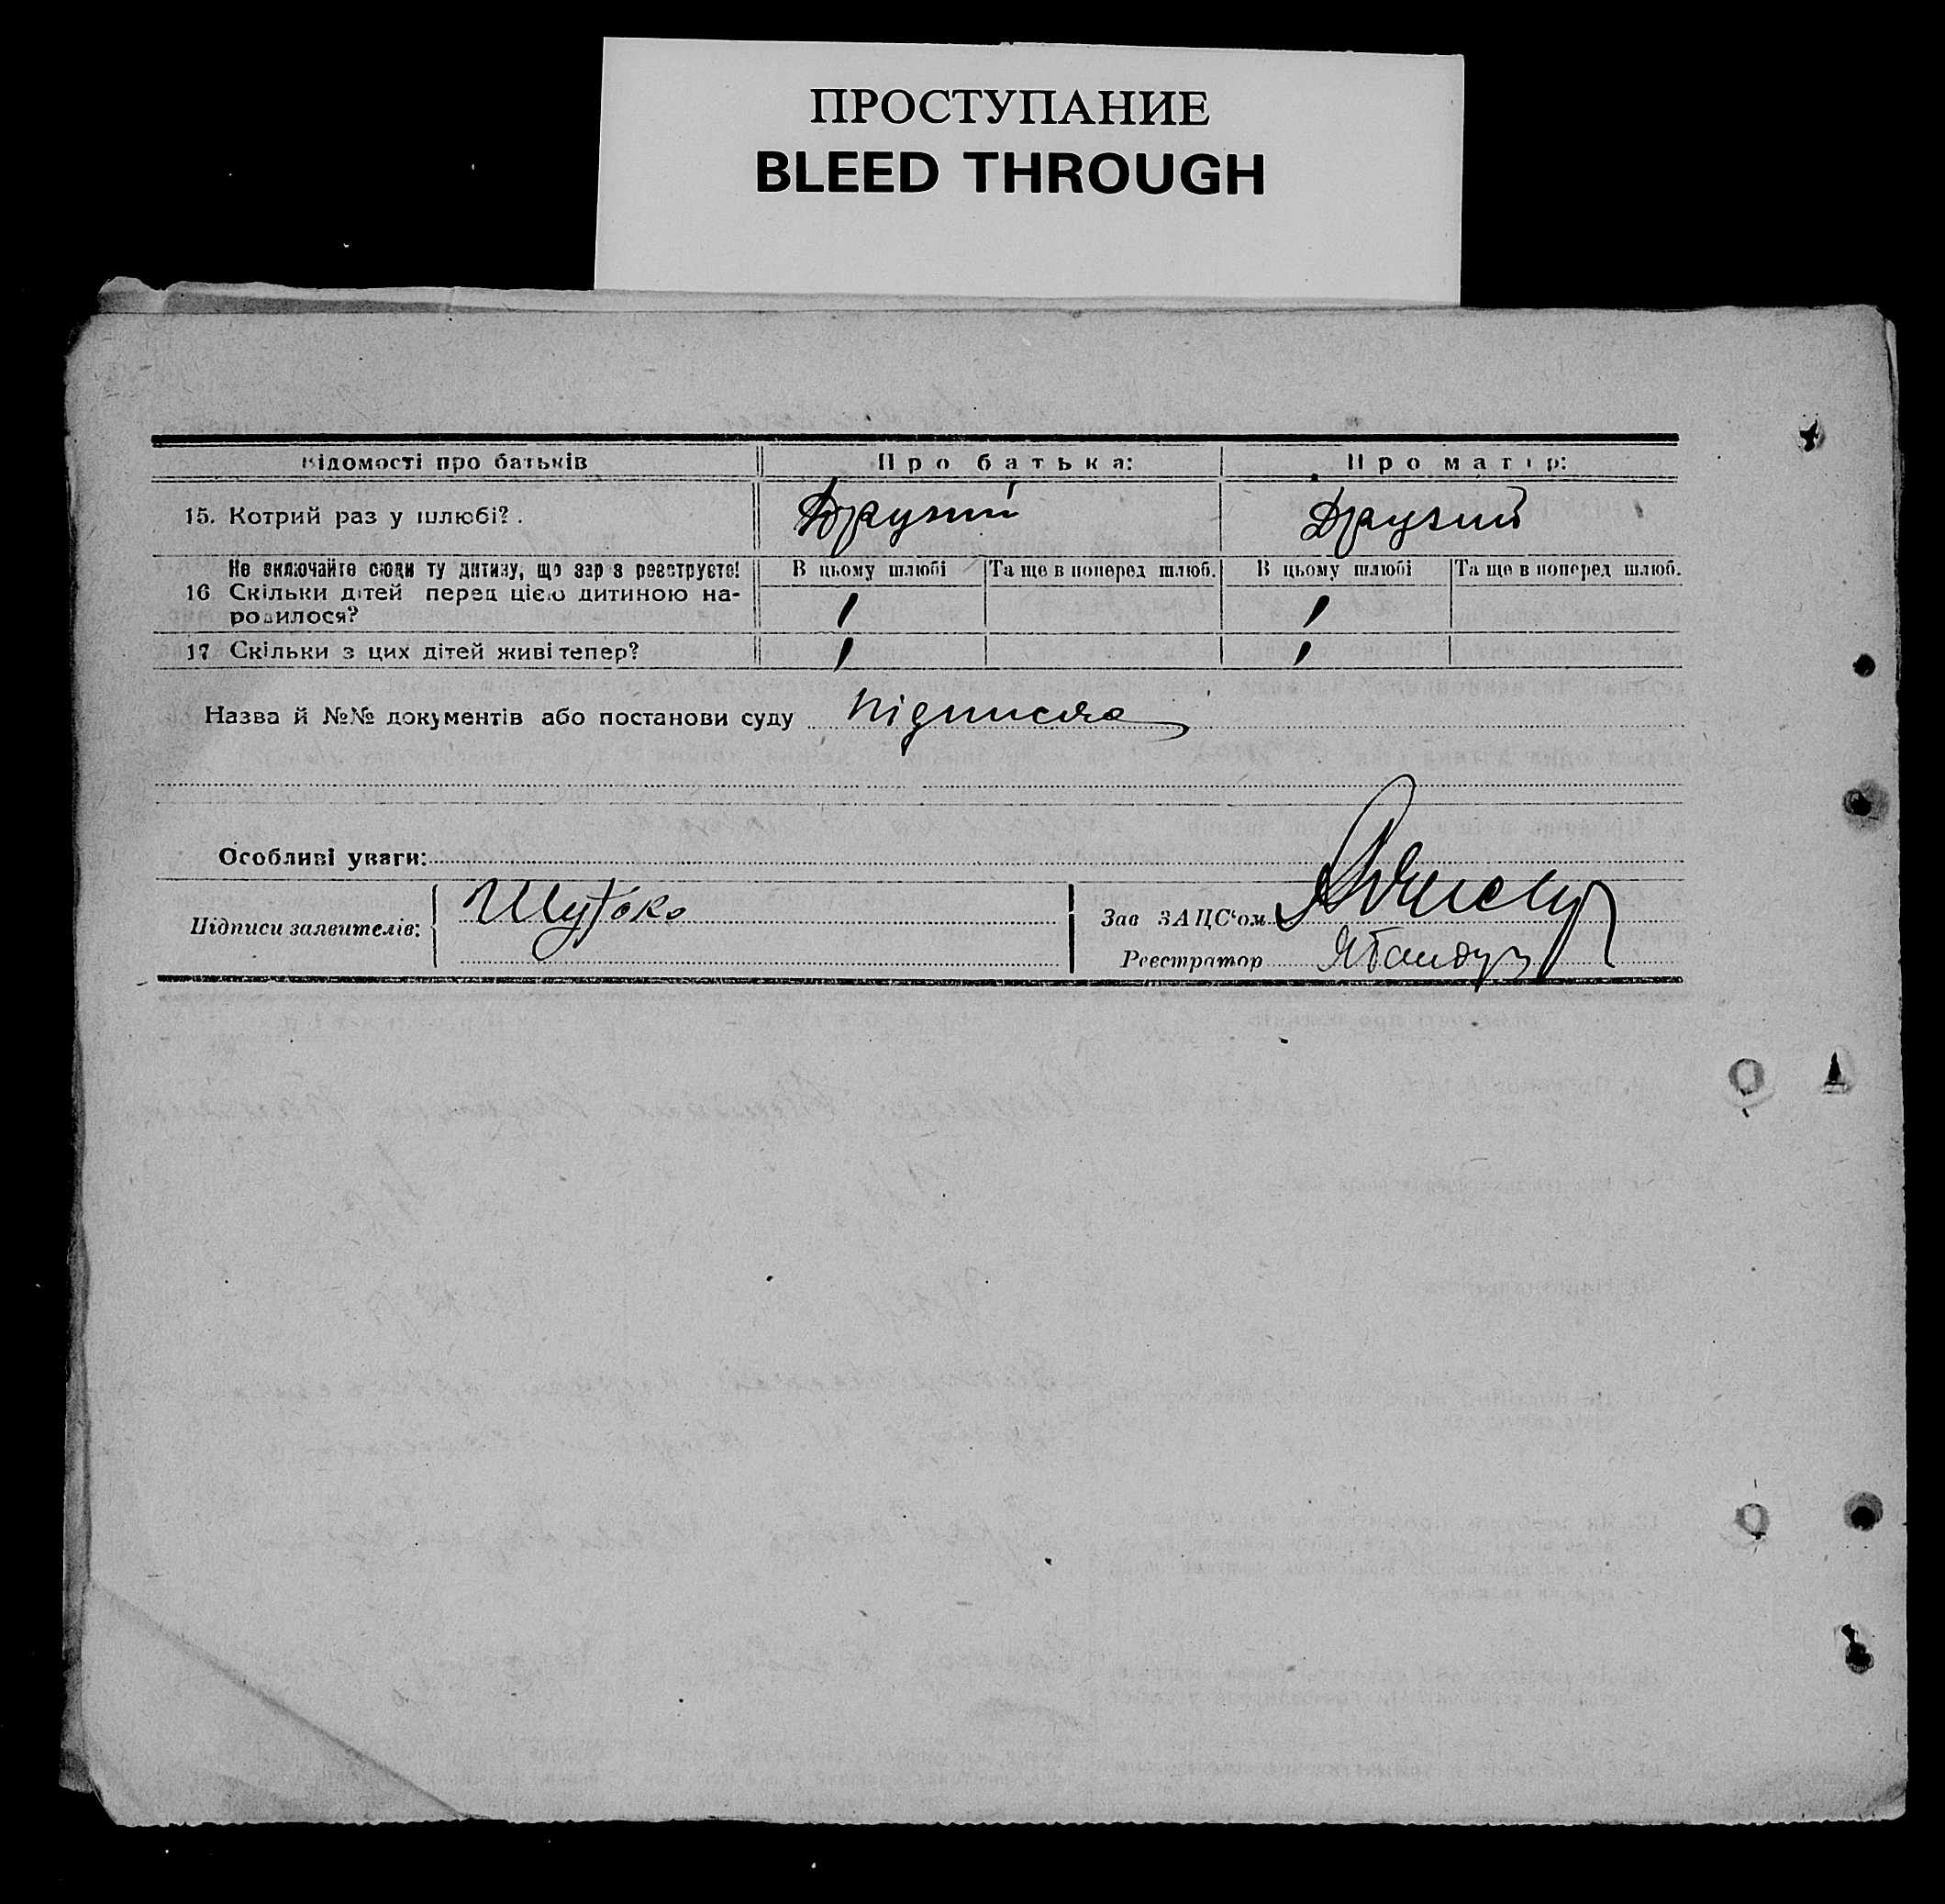 ПРОСТУПАНИЕ
BLEED THROUGH
Відомості про батьків Про батька: Про матір:
15. Котрий раз у шлюбі? . Другий Другий
Не включайте сюди ту дитину, що зараз реєструєте! В цьому шлюбі Та ще в поперед шлюб. В цьому шлюбі Та ще в поперед шлюб.
16 Скільки дітей перед цією дитиною на-
родилося? 1 1
17 Скільки з цих дітей живі тепер? 1 1
Назва й №№ документів або постанови суду підписка
Особливі уваги:
Підписи заявителів: Шутько Зав ЗАЦС'ом
Реєстратор